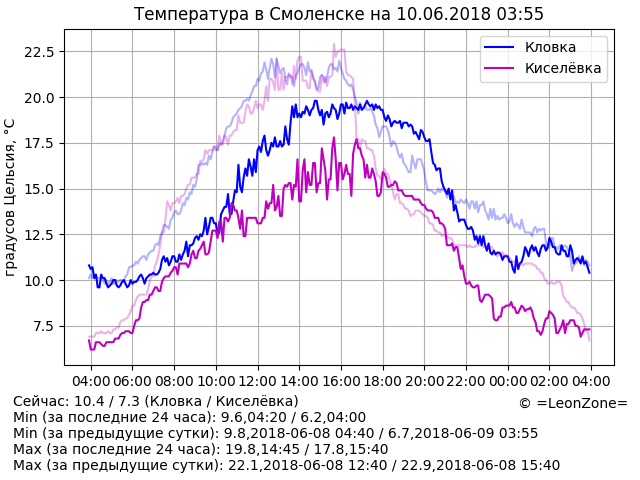 Температура в Смоленске на 10.06.2018 03:55
градусов Цельсия, °C
22.5
20.0
17.5
15.0
12.5
10.0
7.5
Кловка
Киселёвка
04:00 06:00 08:00 10:00 12:00 14:00 16:00 18:00 20:00 22:00 00:00 02:00 04:00
Сейчас: 10.4 / 7.3 (Кловка / Киселёвка)
© =LeonZone=
Min (за последние 24 часа): 9.6,04:20 / 6.2,04:00
Min (за предыдущие сутки): 9.8,2018-06-08 04:40 / 6.7,2018-06-09 03:55
Max (за последние 24 часа): 19.8,14:45 / 17.8,15:40
Max (за предыдущие сутки): 22.1,2018-06-08 12:40 / 22.9,2018-06-08 15:40